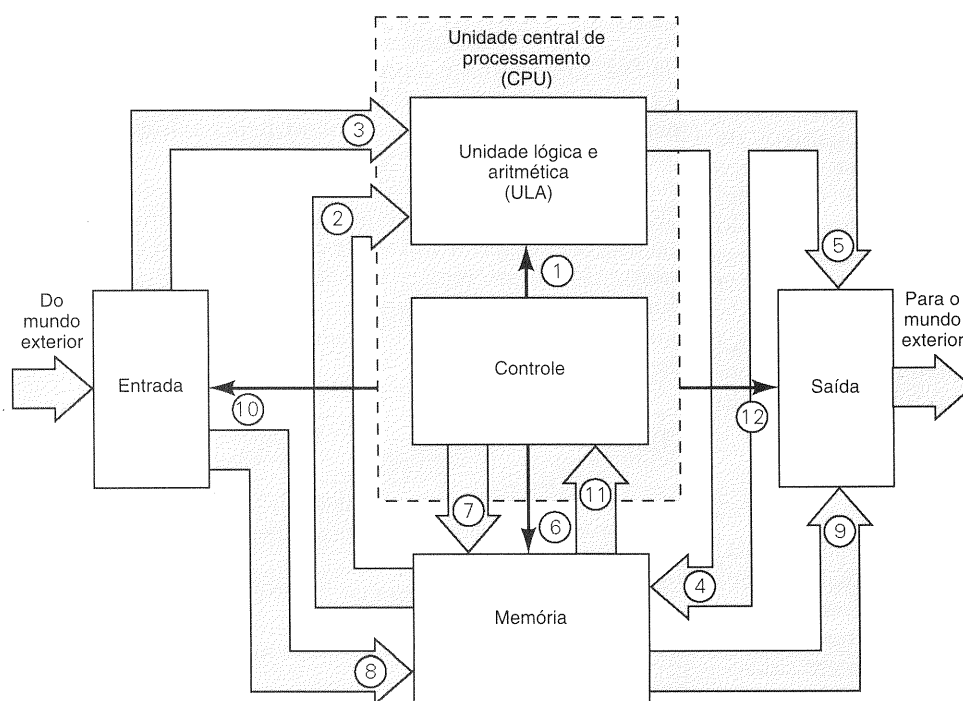 Unidade central de
processamento
(CPU)
3
Unidade lógica e
aritmética
(ULA)
2
5
1
Do
mundo
exterior
Para o
mundo
exterior
Entrada
Controle
Saída
10
12
7
6
11
9
4
Memória
8